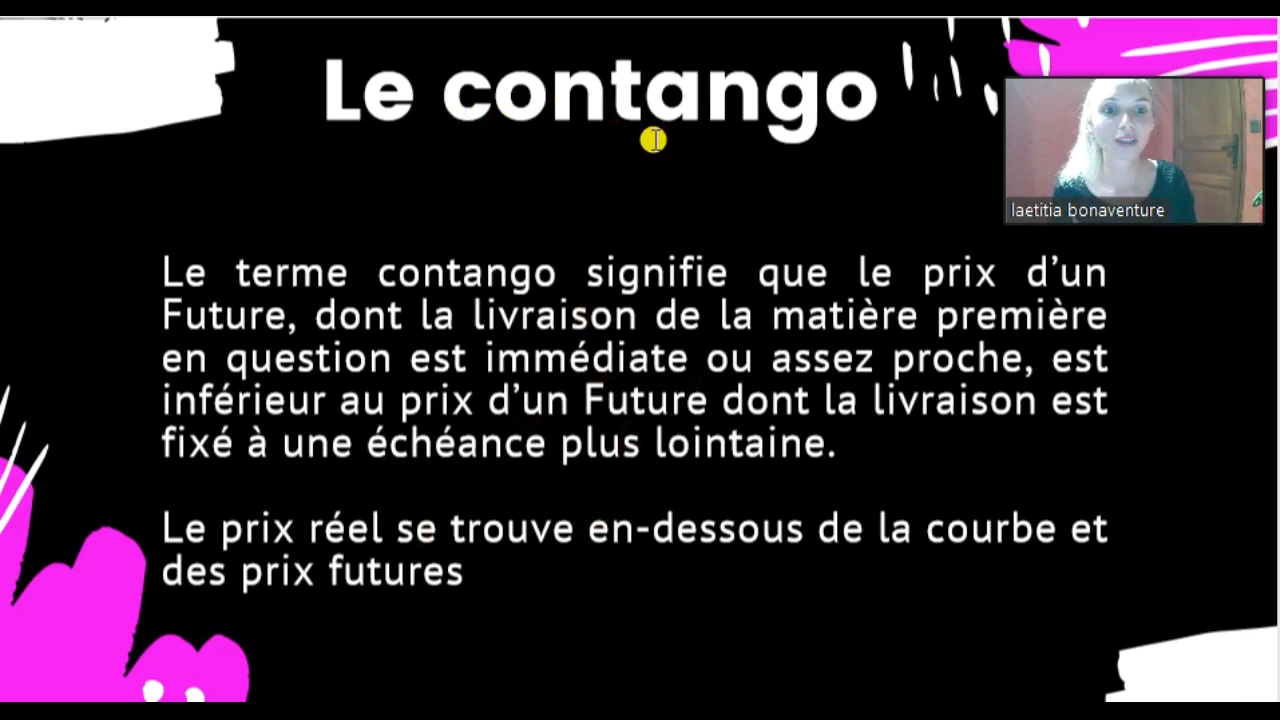 Le contango
laetitia bonaventure
Le terme contango signifie que le prix d’un
Future, dont la livraison de la matière première
en question est immédiate ou assez proche, est
inférieur au prix d’un Future dont la livraison est
fixé à une échéance plus lointaine.
Le prix réel se trouve en-dessous de la courbe et
des prix futures